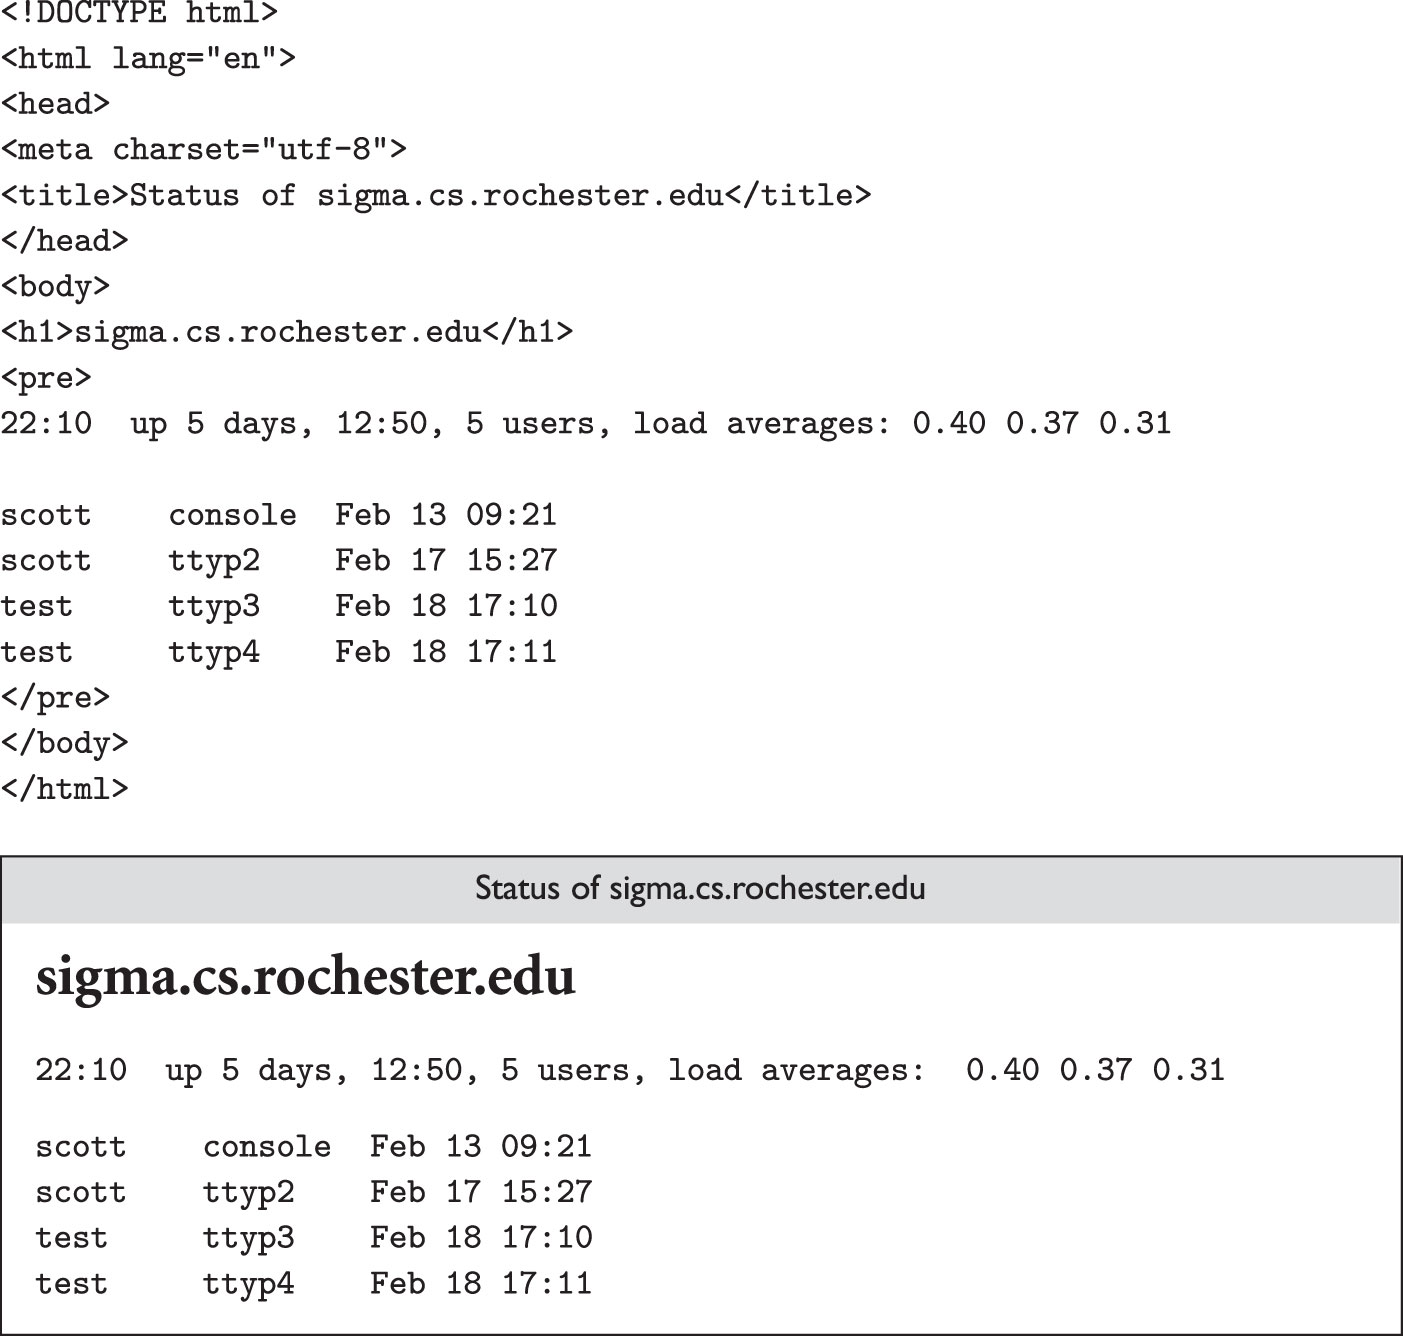 <!DOCTYPE html>
<html lang="en">
<head>
<meta charset="utf-8">
<title>Status of sigma.cs.rochester.edu</title>
</head>
<body>
<h1>sigma.cs.rochester.edu</h1>
<pre>
22:10  up 5 days, 12:50, 5 users, load averages: 0.40 0.37 0.31

scott    console  Feb 13 09:21
scott    ttyp2    Feb 17 15:27
test     ttyp3    Feb 18 17:10
test     ttyp4    Feb 18 17:11
</pre>
</body>
</html>
Status of sigma.cs.rochester.edu
sigma.cs.rochester.edu
22:10  up 5 days, 12:50, 5 users, load averages:  0.40 0.37 0.31
scott    console  Feb 13 09:21
scott    ttyp2    Feb 17 15:27
test     ttyp3    Feb 18 17:10
test     ttyp4    Feb 18 17:11